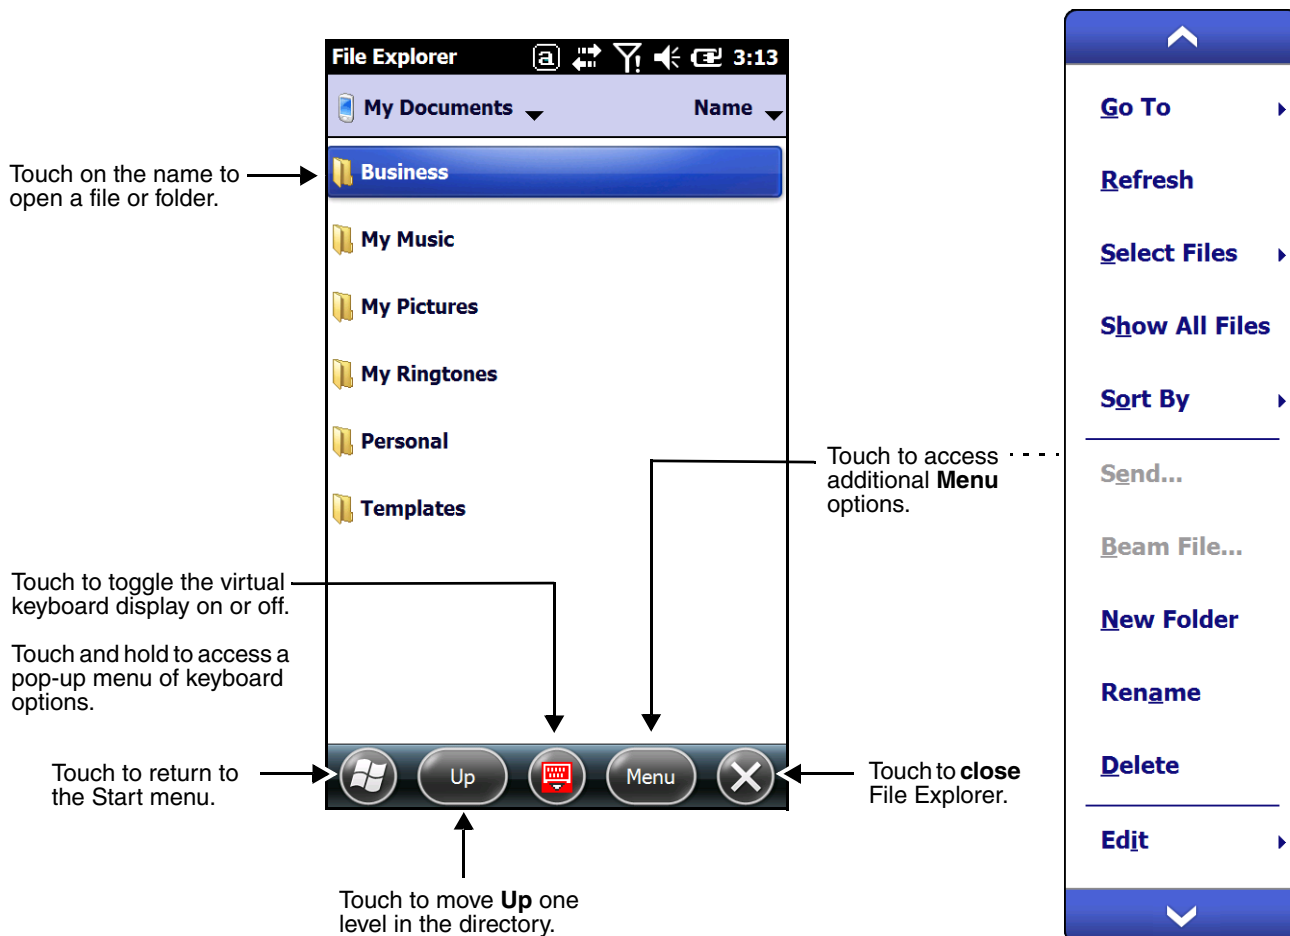 File Explorer
a
3:13
My Documents
Name
Business
My Music
My Pictures
My Ringtones
Personal
Templates
Up
Menu
Touch on the name to
open a file or folder.
Touch to toggle the virtual
keyboard display on or off.
Touch and hold to access a
pop-up menu of keyboard
options.
Touch to return to
the Start menu.
Touch to move Up one
level in the directory.
Touch to access
additional Menu
options.
Touch to close
File Explorer.
Go To
Refresh
Select Files
Show All Files
Sort By
Send...
Beam File...
New Folder
Rename
Delete
Edit